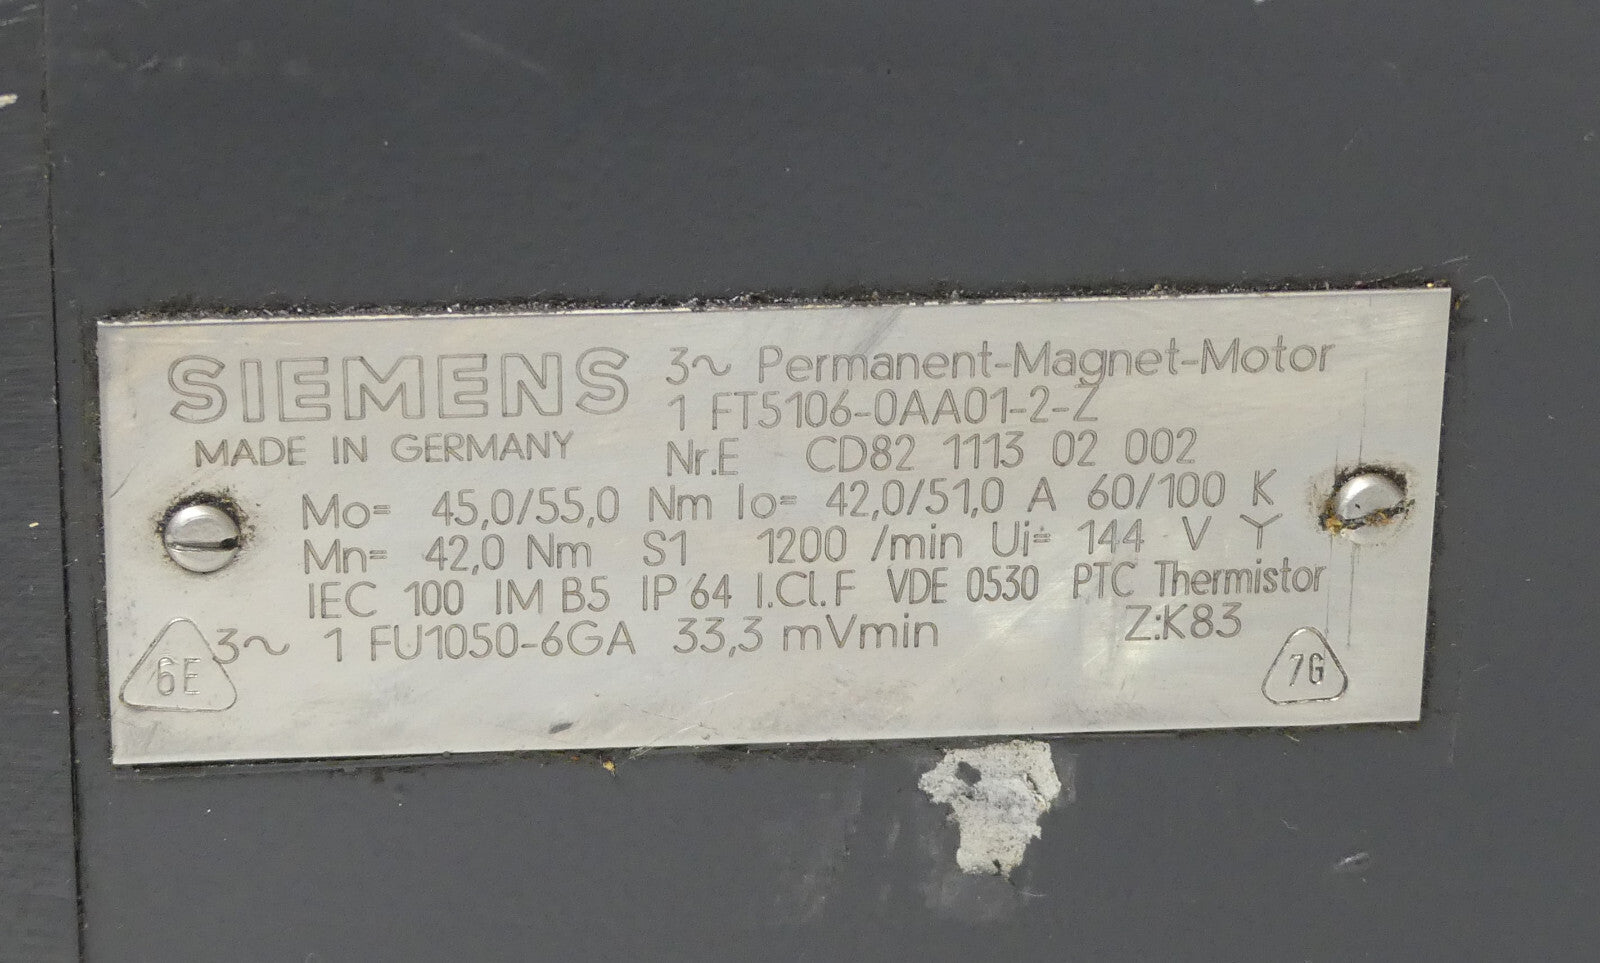 SIEMENS
MADE IN GERMANY
3~ Permanent-Magnet-Motor
1 FT5106-0AA01-2-Z
Nr.E CD82 1113 02 002
Mo= 45,0/55,0 Nm Io= 42,0/51,0 A 60/100 K
Mn= 42,0 Nm S1 1200 /min Ui= 144 V Y
IEC 100 IM B5 IP 64 I.Cl.F VDE 0530 PTC Thermistor
3~ 1 FU1050-6GA 33,3 mVmin Z:K83
6E
7G